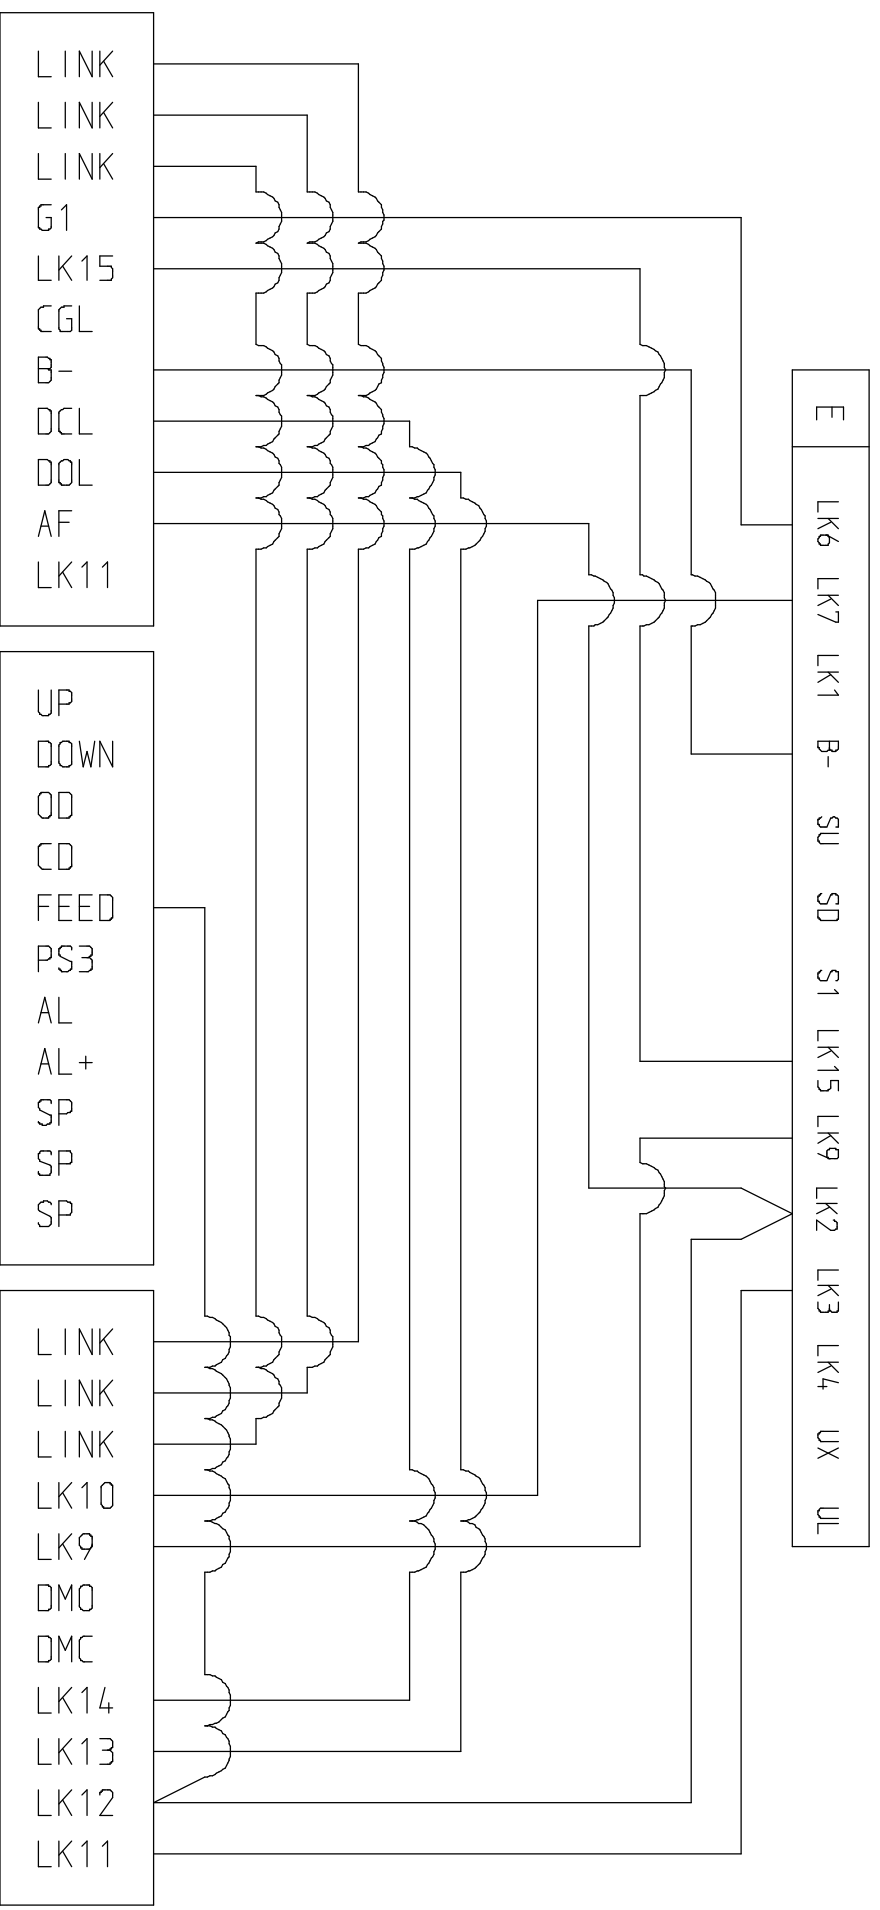 LINK
LINK
LINK
G1
LK15
CGL
B-
DCL
DOL
AF
LK11
UP
DOWN
OD
CD
FEED
PS3
AL
AL+
SP
SP
SP
LINK
LINK
LINK
LK10
LK9
DMO
DMC
LK14
LK13
LK12
LK11
E
LK6
LK7
LK1
B-
SU
SD
S1
LK15
LK9
LK2
LK3
LK4
UX
UL